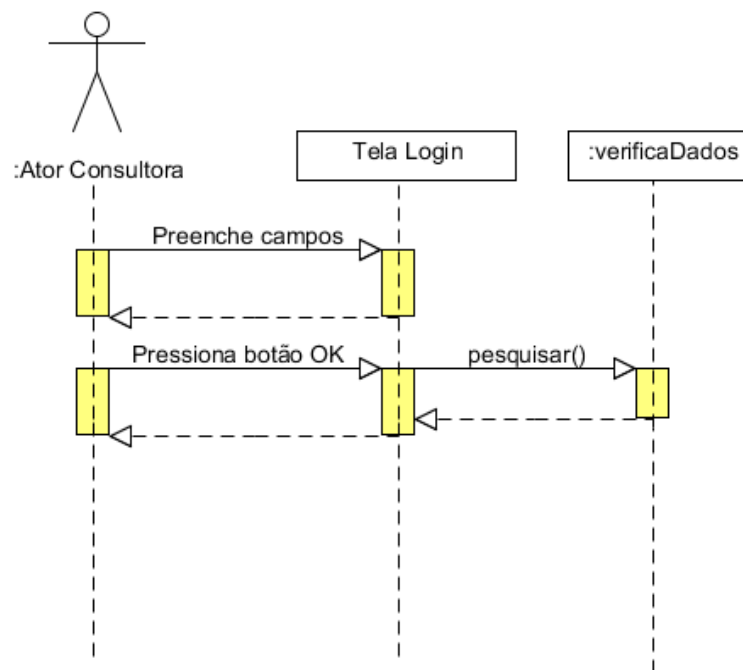 :Ator Consultora
Tela Login
:verificaDados
Preenche campos
Pressiona botão OK
pesquisar()